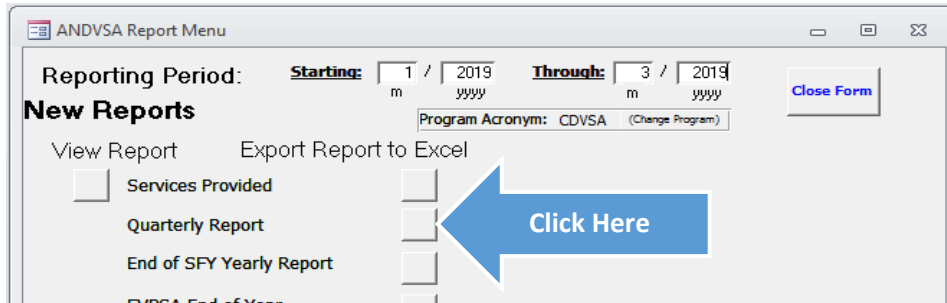 ANDVSA Report Menu
Reporting Period: Starting: 1 / 2019 Through: 3 / 2019
m yyyy m yyyy
Close Form
New Reports
Program Acronym: CDVSA (Change Program)
View Report Export Report to Excel
Services Provided
Quarterly Report
Click Here
End of SFY Yearly Report